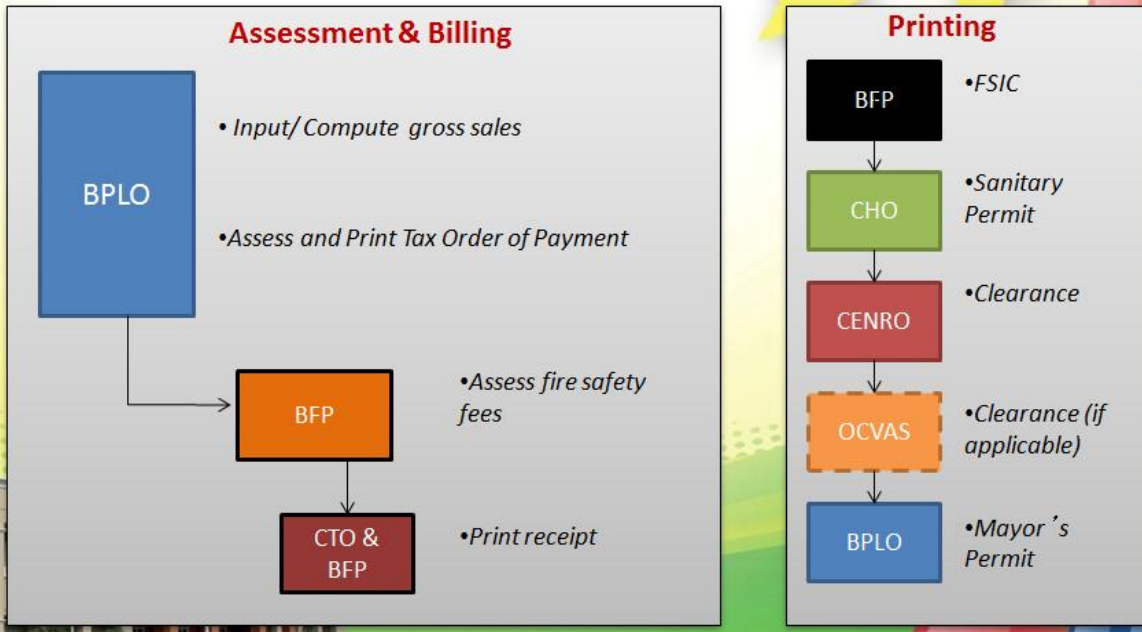 Assessment & Billing
BPLO
• Input/ Compute gross sales
•Assess and Print Tax Order of Payment
BFP
•Assess fire safety
fees
CTO &
BFP
•Print receipt
Printing
BFP
•FSIC
CHO
•Sanitary
Permit
CENRO
•Clearance
OCVAS
•Clearance (if
applicable)
BPLO
•Mayor´s
Permit